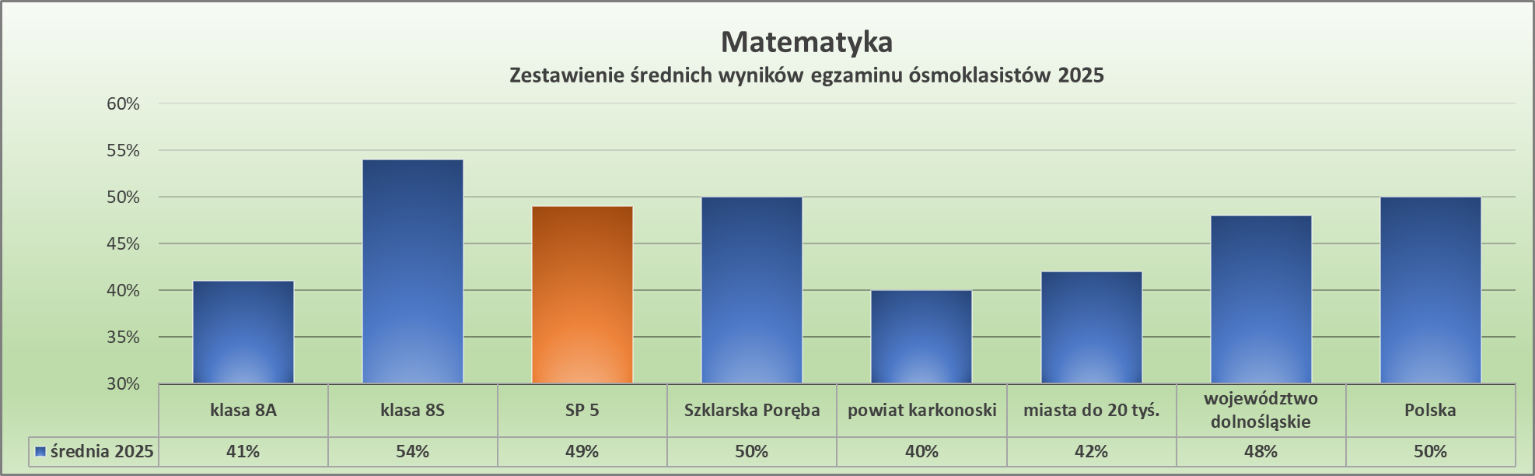 Matematyka
Zestawienie średnich wyników egzaminu ósmoklasistów 2025
60%
55%
50%
45%
40%
35%
30%
klasa 8A klasa 8S SP 5 Szklarska Poręba powiat karkonoski miasta do 20 tyś. województwo dolnośląskie Polska
średnia 2025 41% 54% 49% 50% 40% 42% 48% 50%